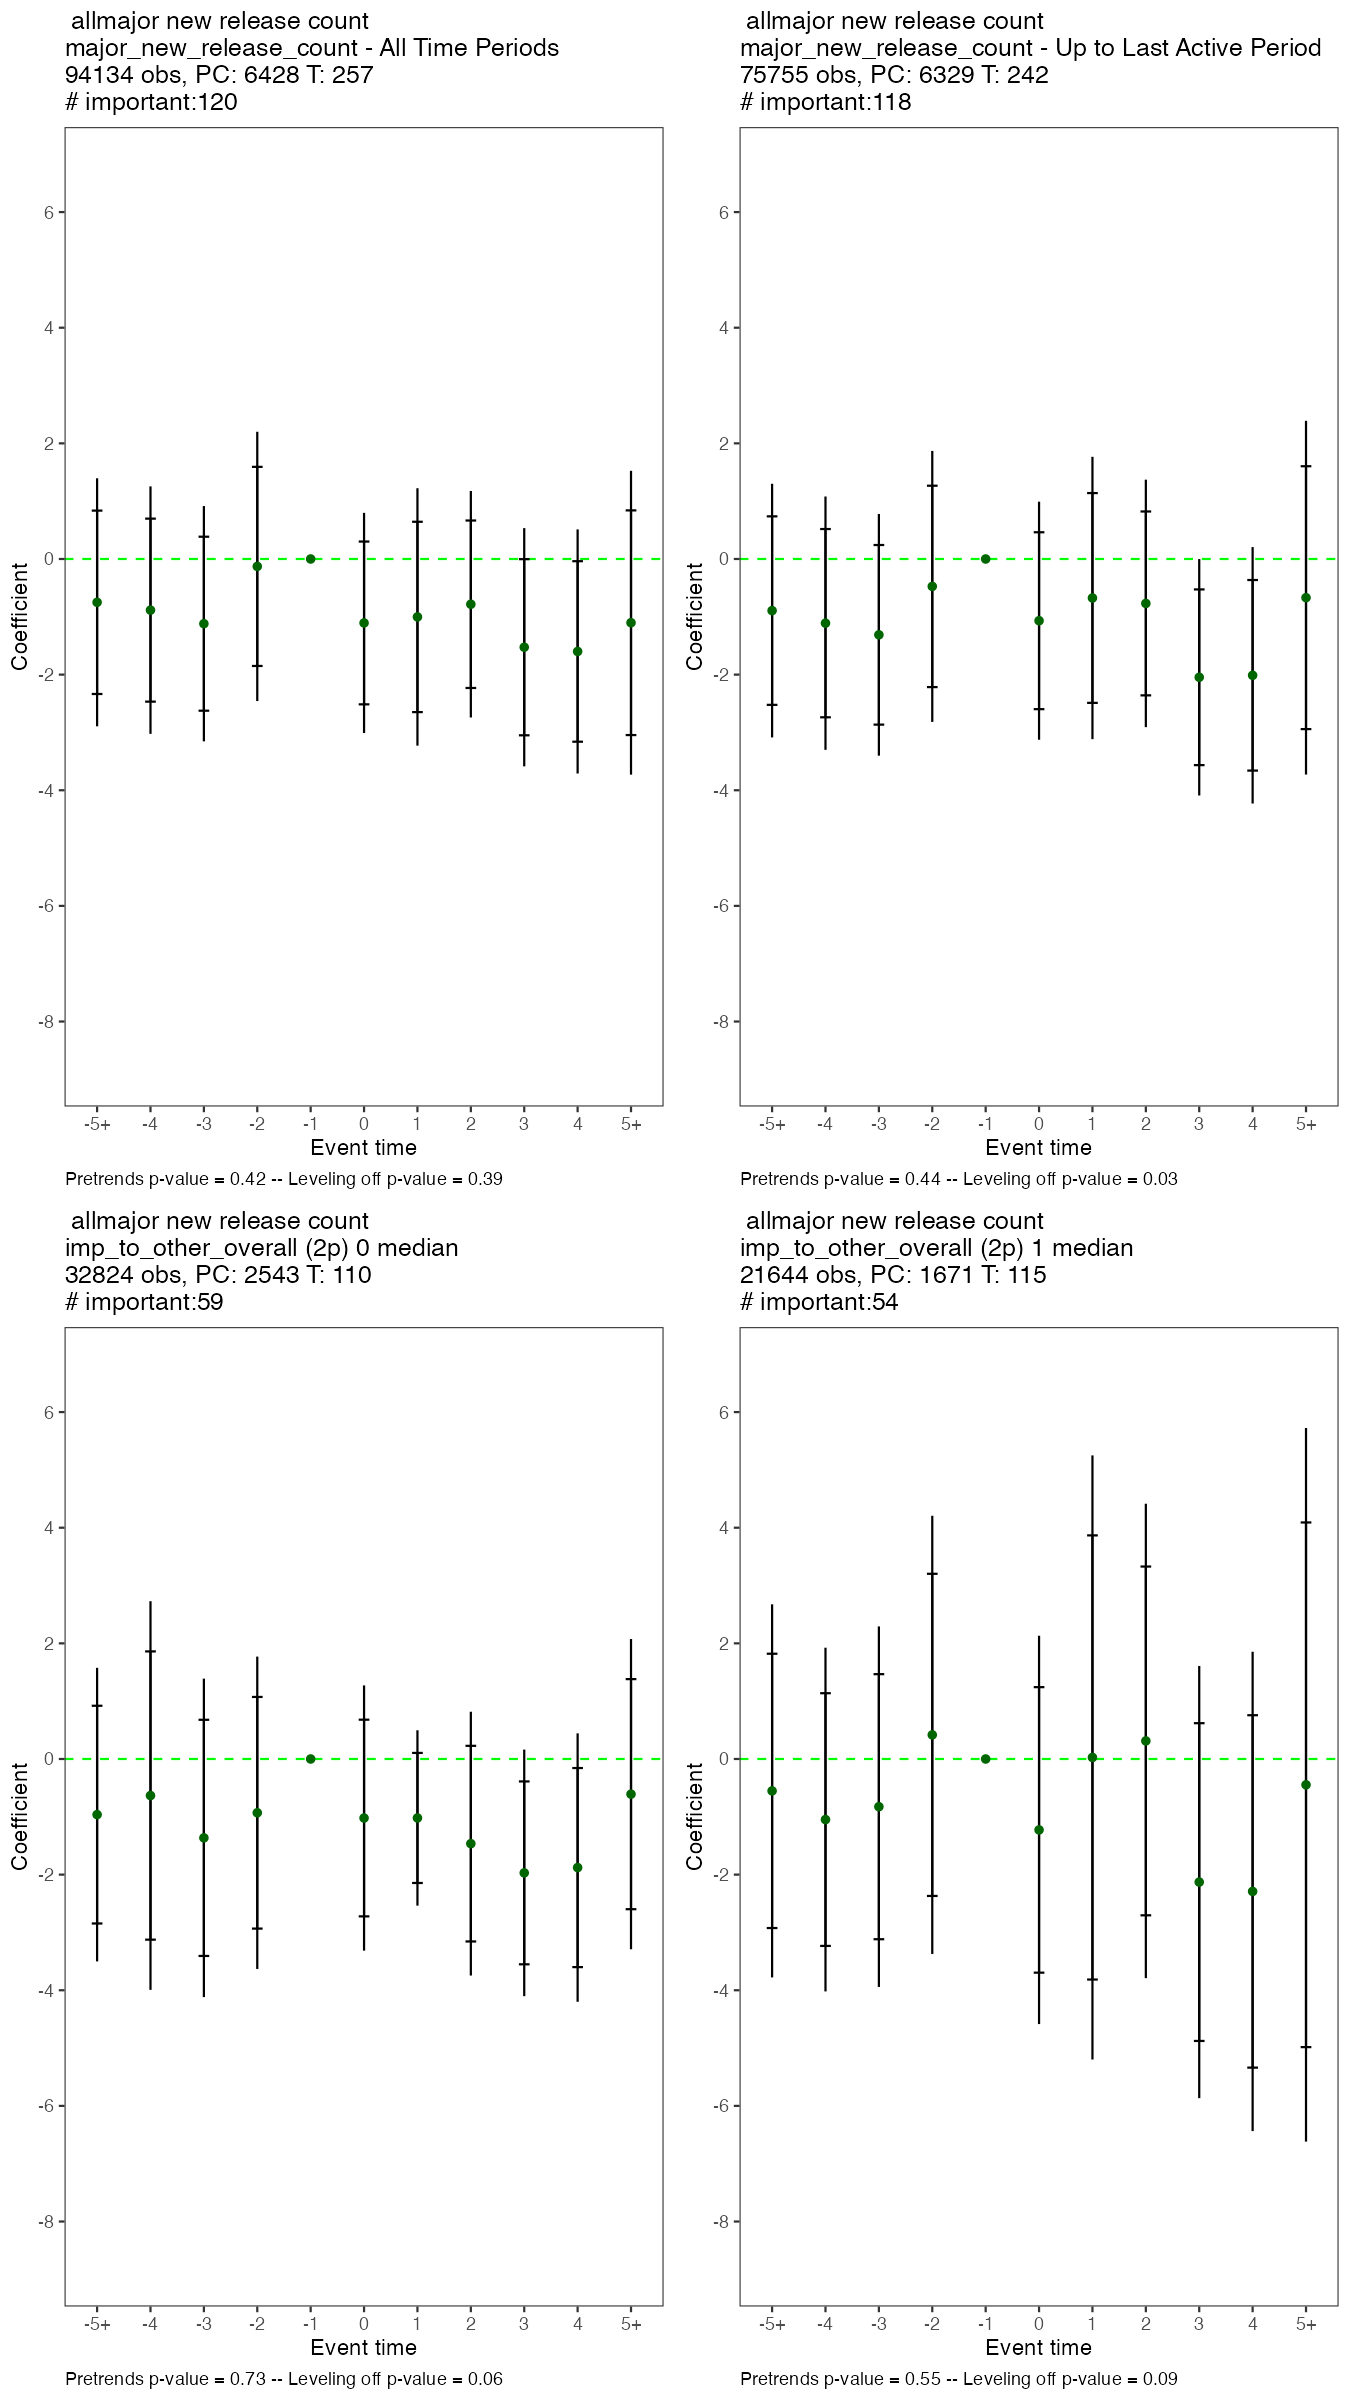 allmajor new release count
major_new_release_count - All Time Periods
94134 obs, PC: 6428 T: 257
# important:120
Coefficient
6
4
2
0
-2
-4
-6
-8
-5+ -4 -3 -2 -1 0 1 2 3 4 5+
Event time
Pretrends p-value = 0.42 -- Leveling off p-value = 0.39
allmajor new release count
major_new_release_count - Up to Last Active Period
75755 obs, PC: 6329 T: 242
# important:118
Coefficient
6
4
2
0
-2
-4
-6
-8
-5+ -4 -3 -2 -1 0 1 2 3 4 5+
Event time
Pretrends p-value = 0.44 -- Leveling off p-value = 0.03
allmajor new release count
imp_to_other_overall (2p) 0 median
32824 obs, PC: 2543 T: 110
# important:59
Coefficient
6
4
2
0
-2
-4
-6
-8
-5+ -4 -3 -2 -1 0 1 2 3 4 5+
Event time
Pretrends p-value = 0.73 -- Leveling off p-value = 0.06
allmajor new release count
imp_to_other_overall (2p) 1 median
21644 obs, PC: 1671 T: 115
# important:54
Coefficient
6
4
2
0
-2
-4
-6
-8
-5+ -4 -3 -2 -1 0 1 2 3 4 5+
Event time
Pretrends p-value = 0.55 -- Leveling off p-value = 0.09